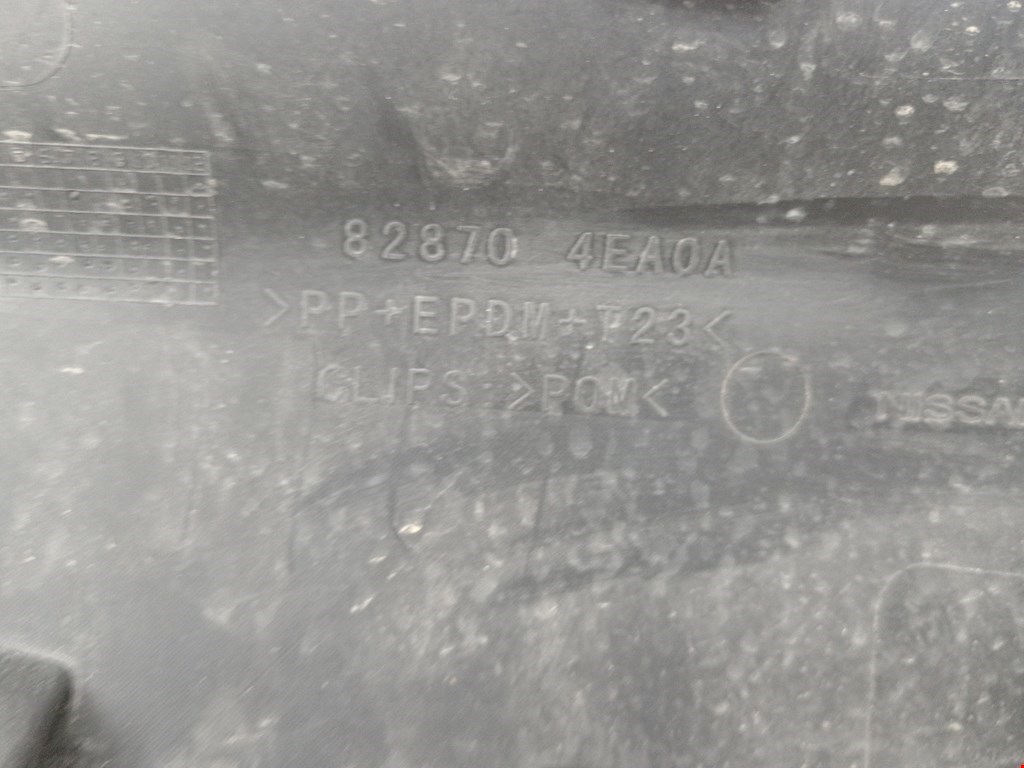 82870 4EA0A
>PP+EPDM+T23<
CLIPS >POM<
NISSAN